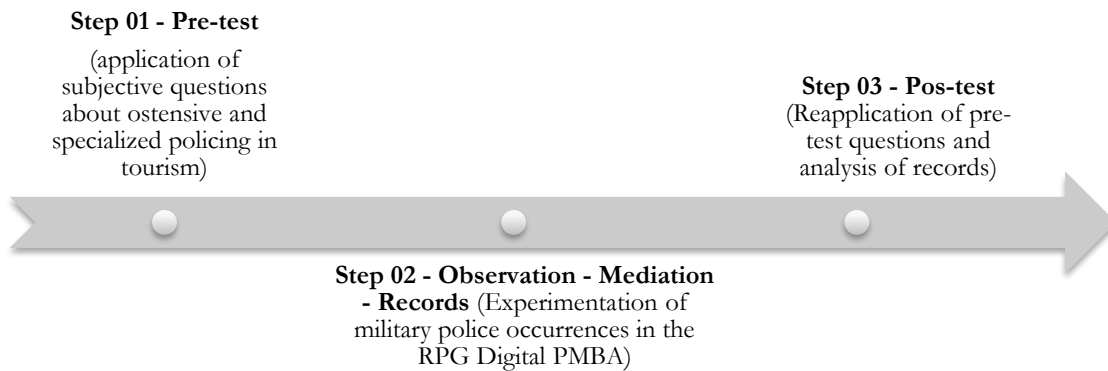 Step 01 - Pre-test
(application of
subjective questions
about ostensive and
specialized policing in
tourism)
Step 02 - Observation - Mediation
- Records (Experimentation of
military police occurrences in the
RPG Digital PMBA)
Step 03 - Pos-test
(Reapplication of pre-
test questions and
analysis of records)